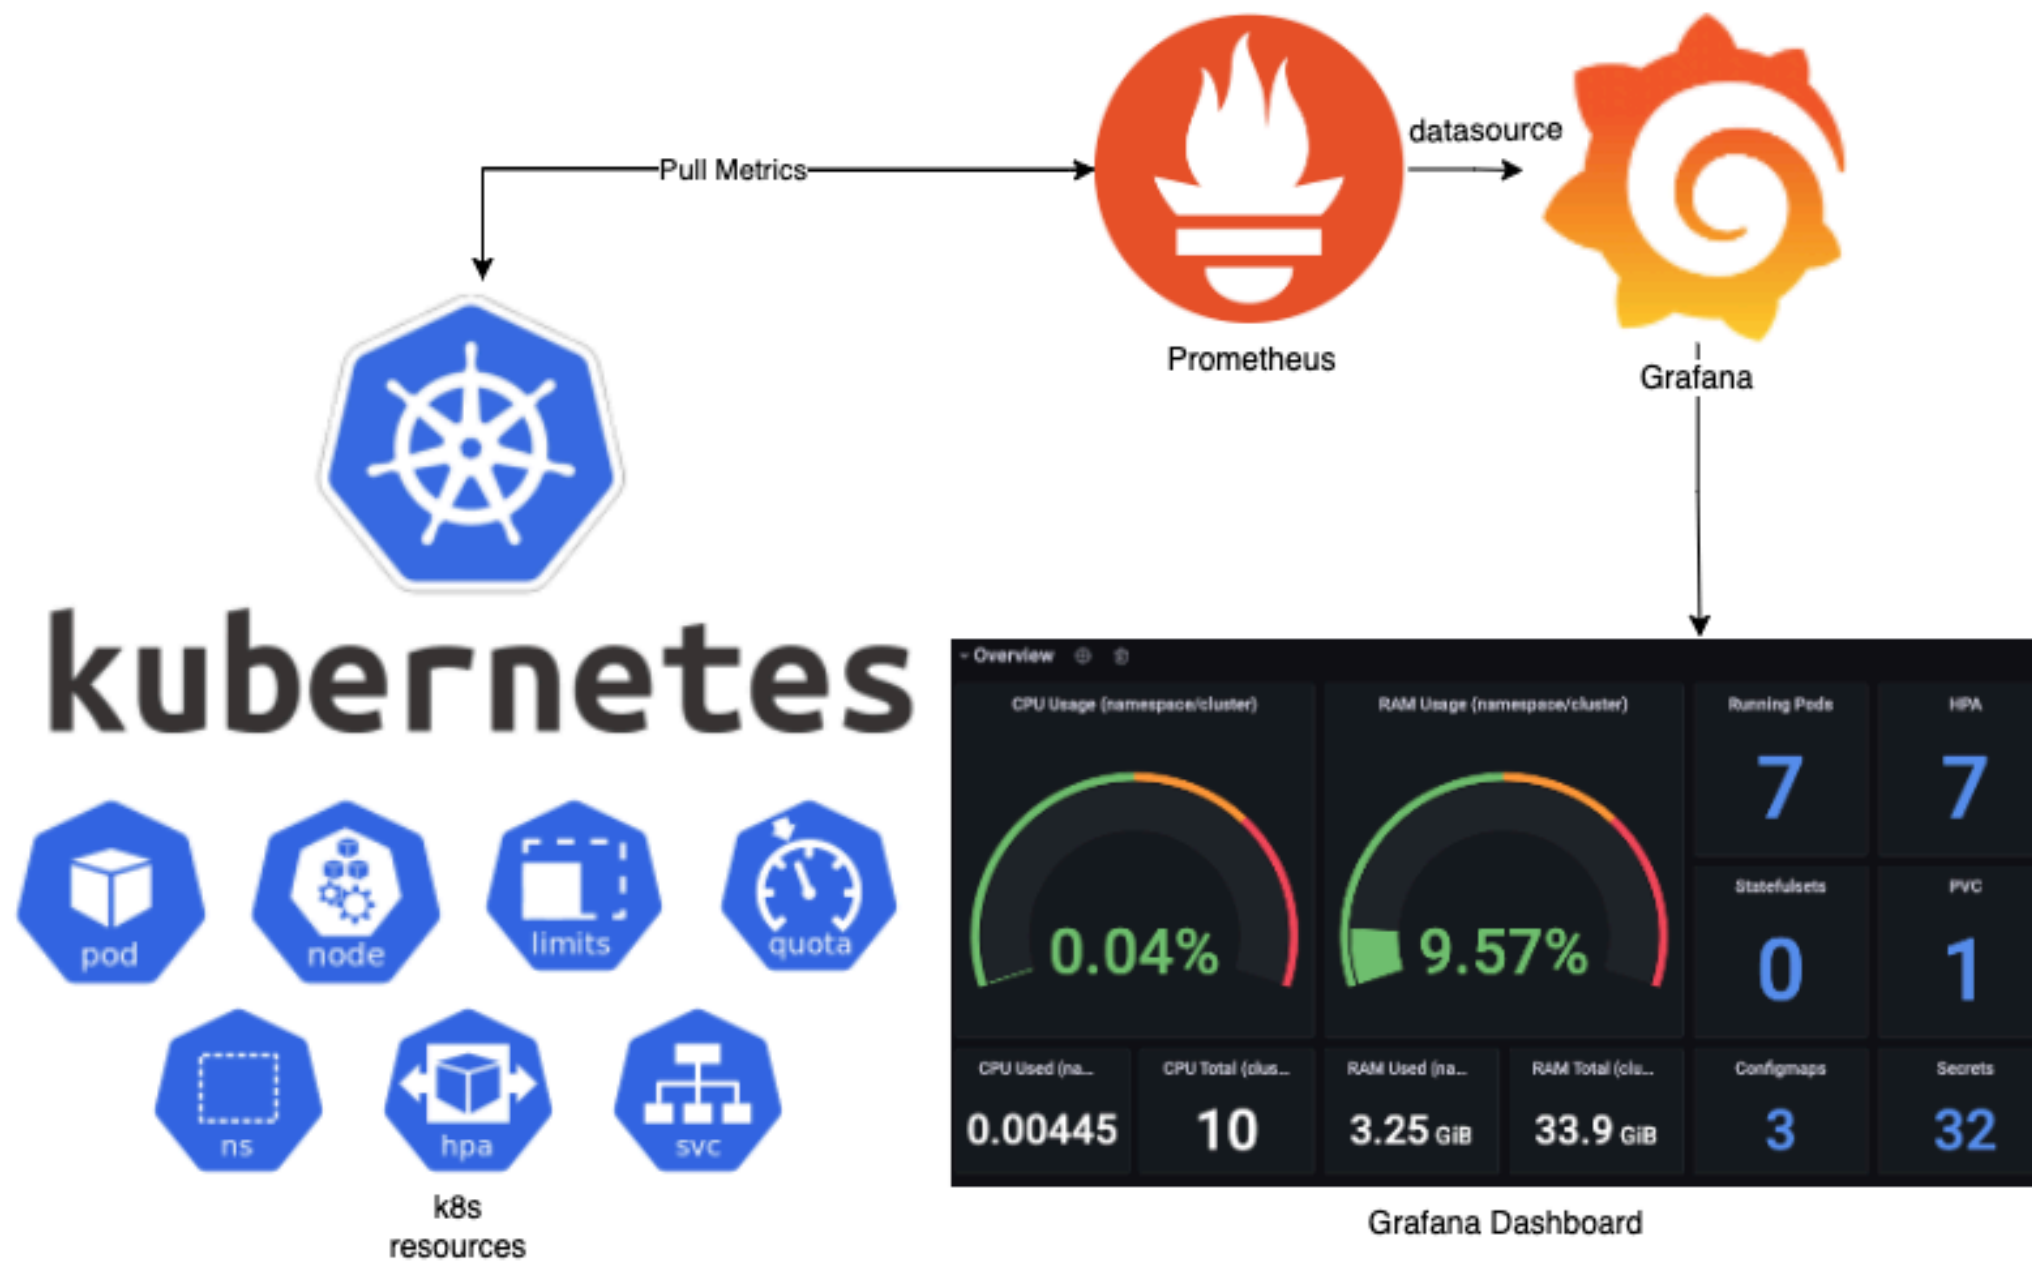 Pull Metrics
datasource
Prometheus
Grafana
kubernetes
pod
node
limits
quota
ns
hpa
svc
k8s
resources
Overview
CPU Usage (namespace/cluster)
RAM Usage (namespace/cluster)
Running Pods
HPA
0.04%
9.57%
7
7
Statefulsets
PVC
0
1
CPU Used (na...
CPU Total (clus...
RAM Used (na...
RAM Total (clu...
Configmaps
Secrets
0.00445
10
3.25 GiB
33.9 GiB
3
32
Grafana Dashboard